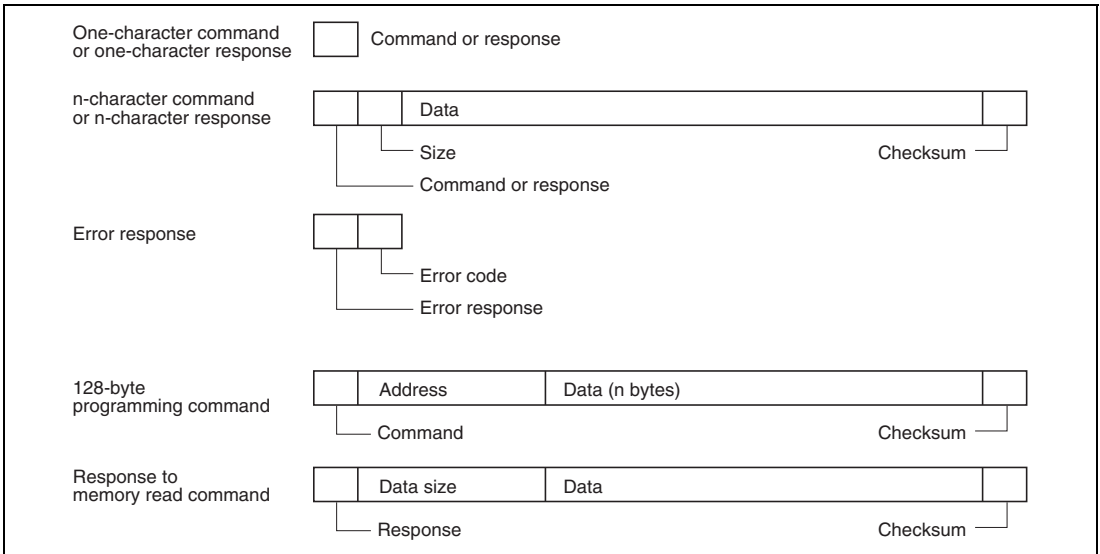 One-character command
or one-character response
Command or response
n-character command
or n-character response
Data
Size
Checksum
Command or response
Error response
Error code
Error response
128-byte
programming command
Address
Data (n bytes)
Command
Checksum
Response to
memory read command
Data size
Data
Response
Checksum